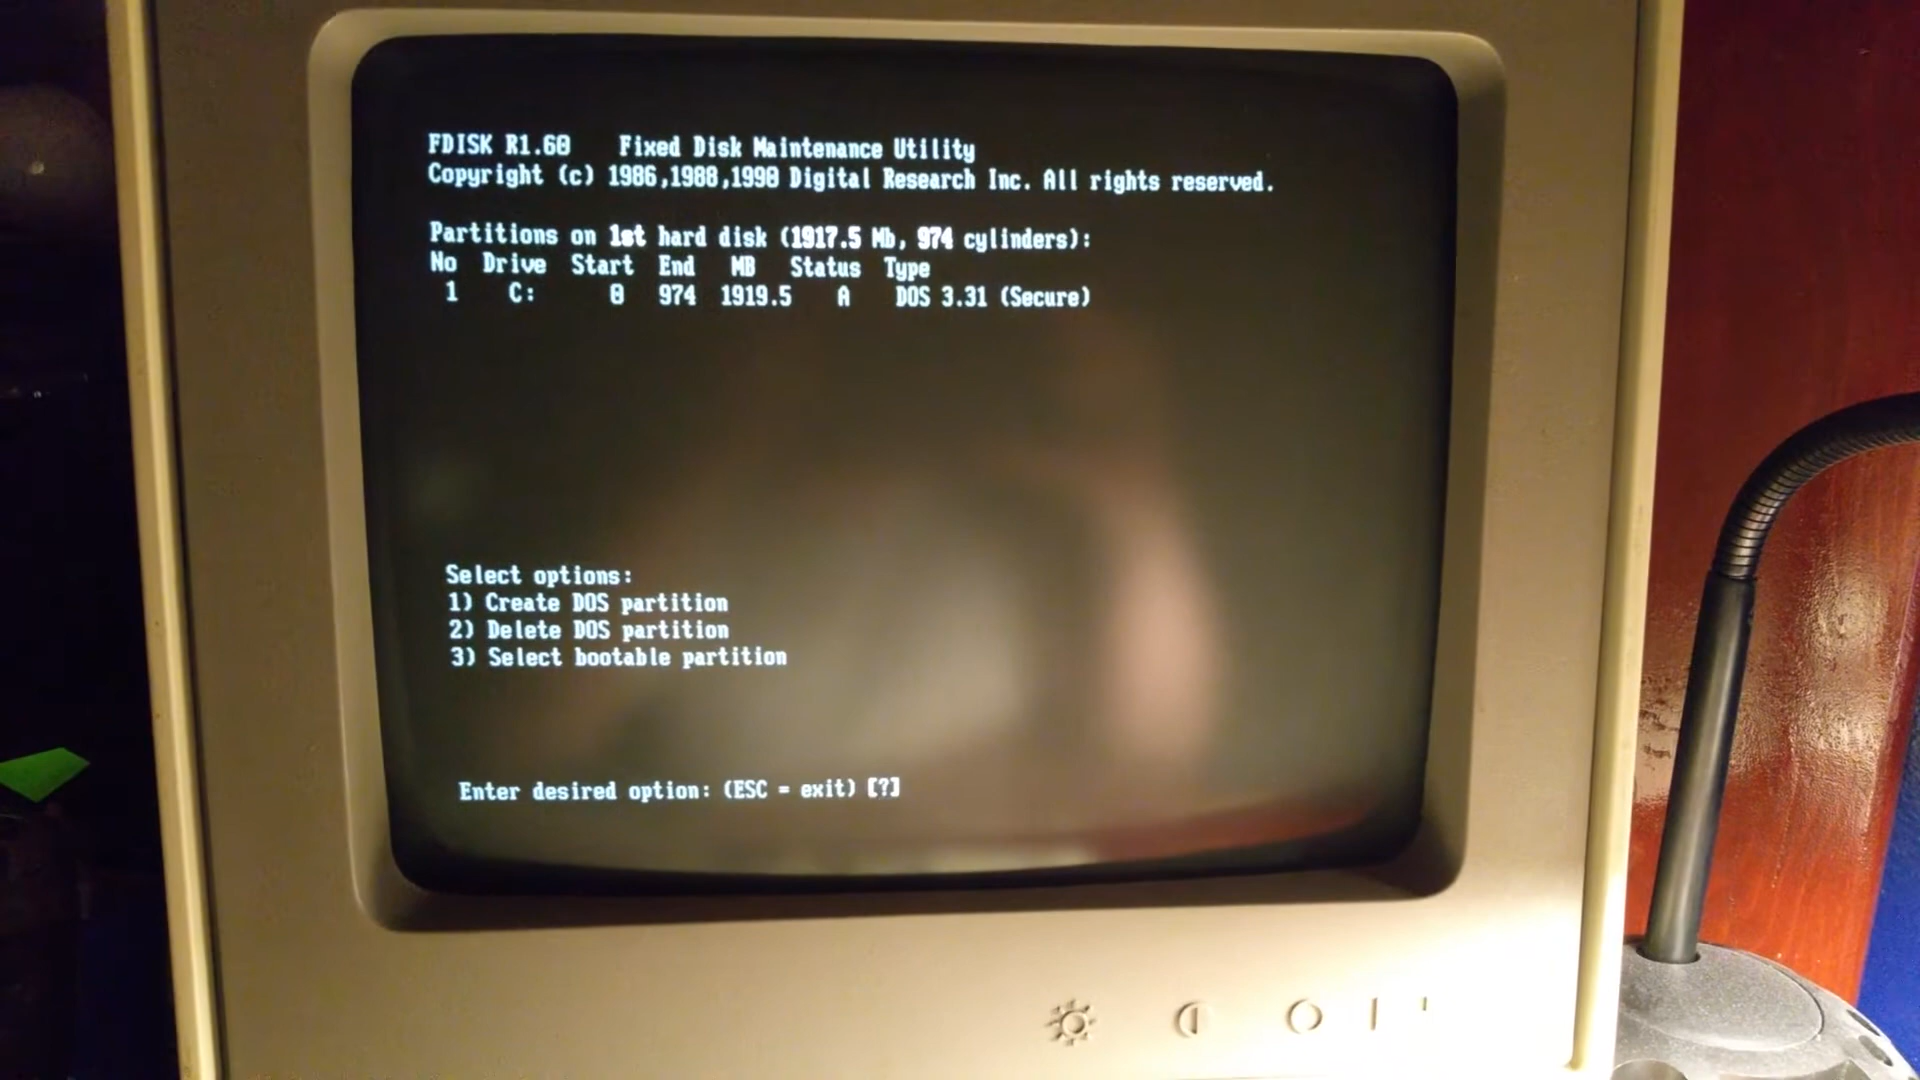 FDISK R1.60 Fixed Disk Maintenance Utility
Copyright (c) 1986,1988,1990 Digital Research Inc. All rights reserved.
Partitions on 1st hard disk (1917.5 Mb, 974 cylinders):
No Drive Start End MB Status Type
1 C: 0 974 1919.5 A DOS 3.31 (Secure)
Select options:
1) Create DOS partition
2) Delete DOS partition
3) Select bootable partition
Enter desired option: (ESC = exit) [?]